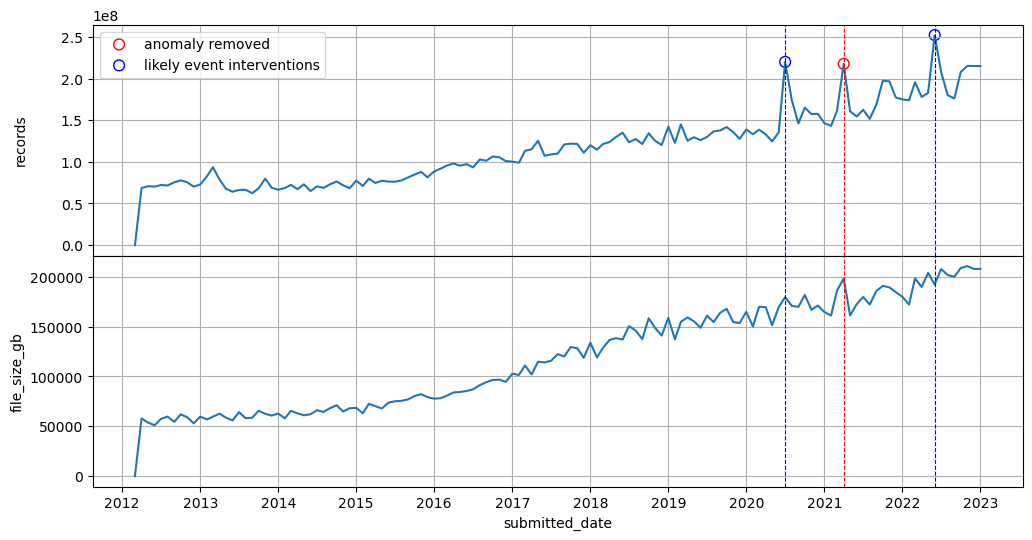 1e8
anomaly removed
likely event interventions
2.5
2.0
1.5
1.0
0.5
0.0
records
200000
150000
100000
50000
0
file_size_gb
2012 2013 2014 2015 2016 2017 2018 2019 2020 2021 2022 2023
submitted_date